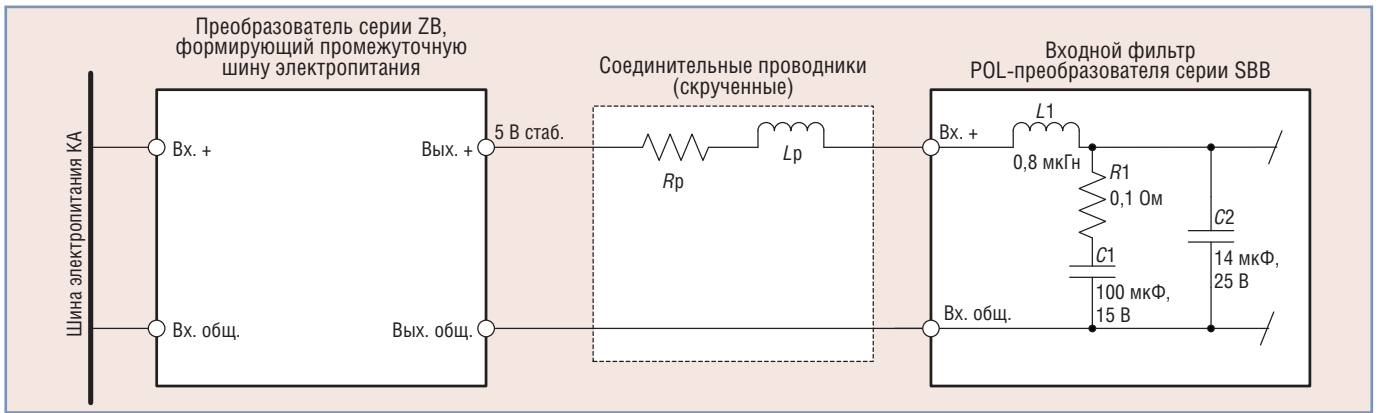 Преобразователь серии ZB,
формирующий промежуточную
шину электропитания
Соединительные проводники
(скрученные)
Входной фильтр
POL-преобразователя серии SBB
Шина электропитания КА
Вх. +
Вых. +
5 В стаб.
Rр
Lр
Вх. +
L1
0,8 мкГн
R1
0,1 Ом
C1
100 мкФ,
15 В
C2
14 мкФ,
25 В
Вх. общ.
Вых. общ.
Вх. общ.